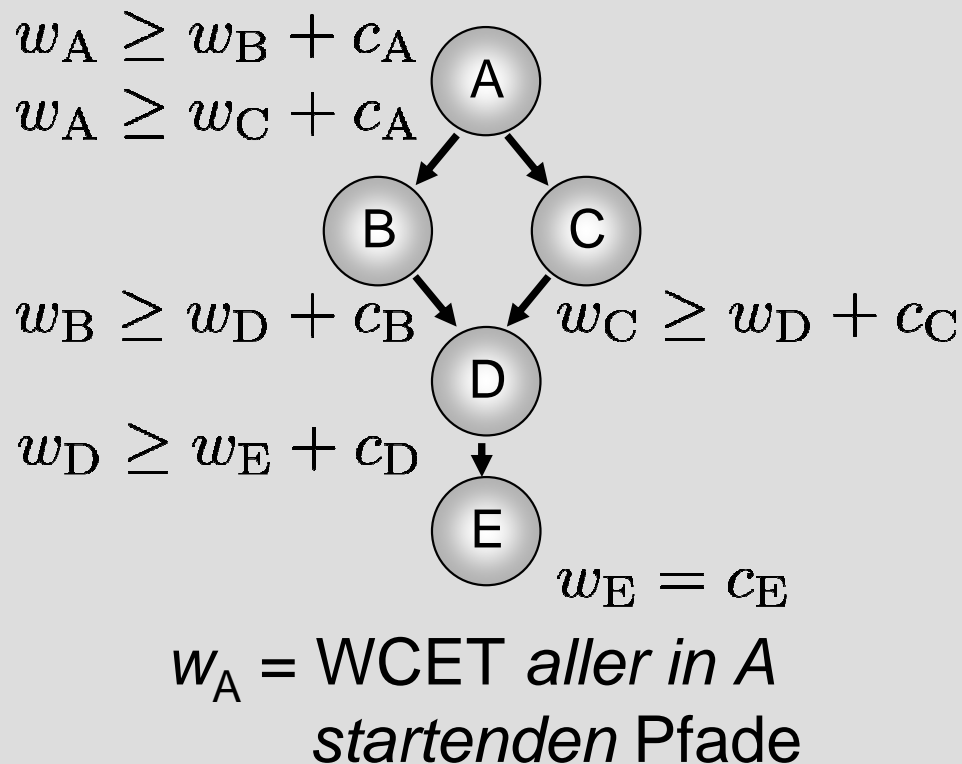 w_A ≥ w_B + c_A
w_A ≥ w_C + c_A
A
B
C
w_B ≥ w_D + c_B
w_C ≥ w_D + c_C
D
w_D ≥ w_E + c_D
E
w_E = c_E
w_A = WCET aller in A
startenden Pfade